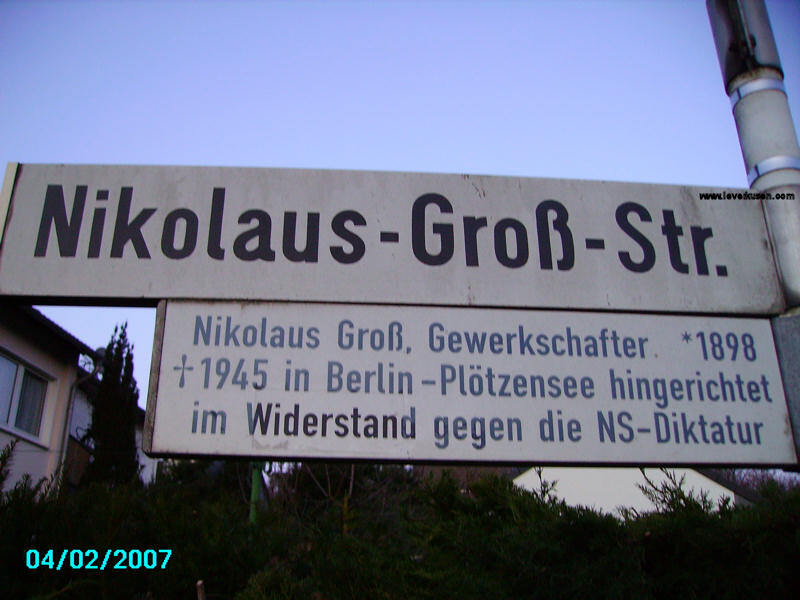 www.leverkusen.com
Nikolaus-Groß-Str.
Nikolaus Groß, Gewerkschafter. *1898
†1945 in Berlin-Plötzensee hingerichtet
im Widerstand gegen die NS-Diktatur
04/02/2007